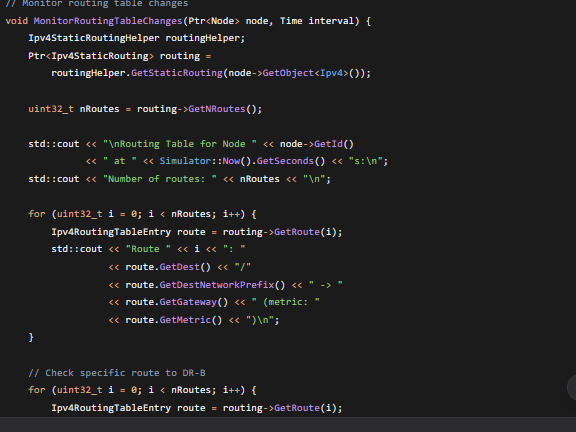 // Monitor routing table changes
void MonitorRoutingTableChanges(Ptr<Node> node, Time interval) {
    Ipv4StaticRoutingHelper routingHelper;
    Ptr<Ipv4StaticRouting> routing =
        routingHelper.GetStaticRouting(node->GetObject<Ipv4>());

    uint32_t nRoutes = routing->GetNRoutes();

    std::cout << "\nRouting Table for Node " << node->GetId()
              << " at " << Simulator::Now().GetSeconds() << "s:\n";
    std::cout << "Number of routes: " << nRoutes << "\n";

    for (uint32_t i = 0; i < nRoutes; i++) {
        Ipv4RoutingTableEntry route = routing->GetRoute(i);
        std::cout << "Route " << i << ": "
                  << route.GetDest() << "/"
                  << route.GetDestNetworkPrefix() << " -> "
                  << route.GetGateway() << " (metric: "
                  << route.GetMetric() << ")\n";
    }

    // Check specific route to DR-B
    for (uint32_t i = 0; i < nRoutes; i++) {
        Ipv4RoutingTableEntry route = routing->GetRoute(i);